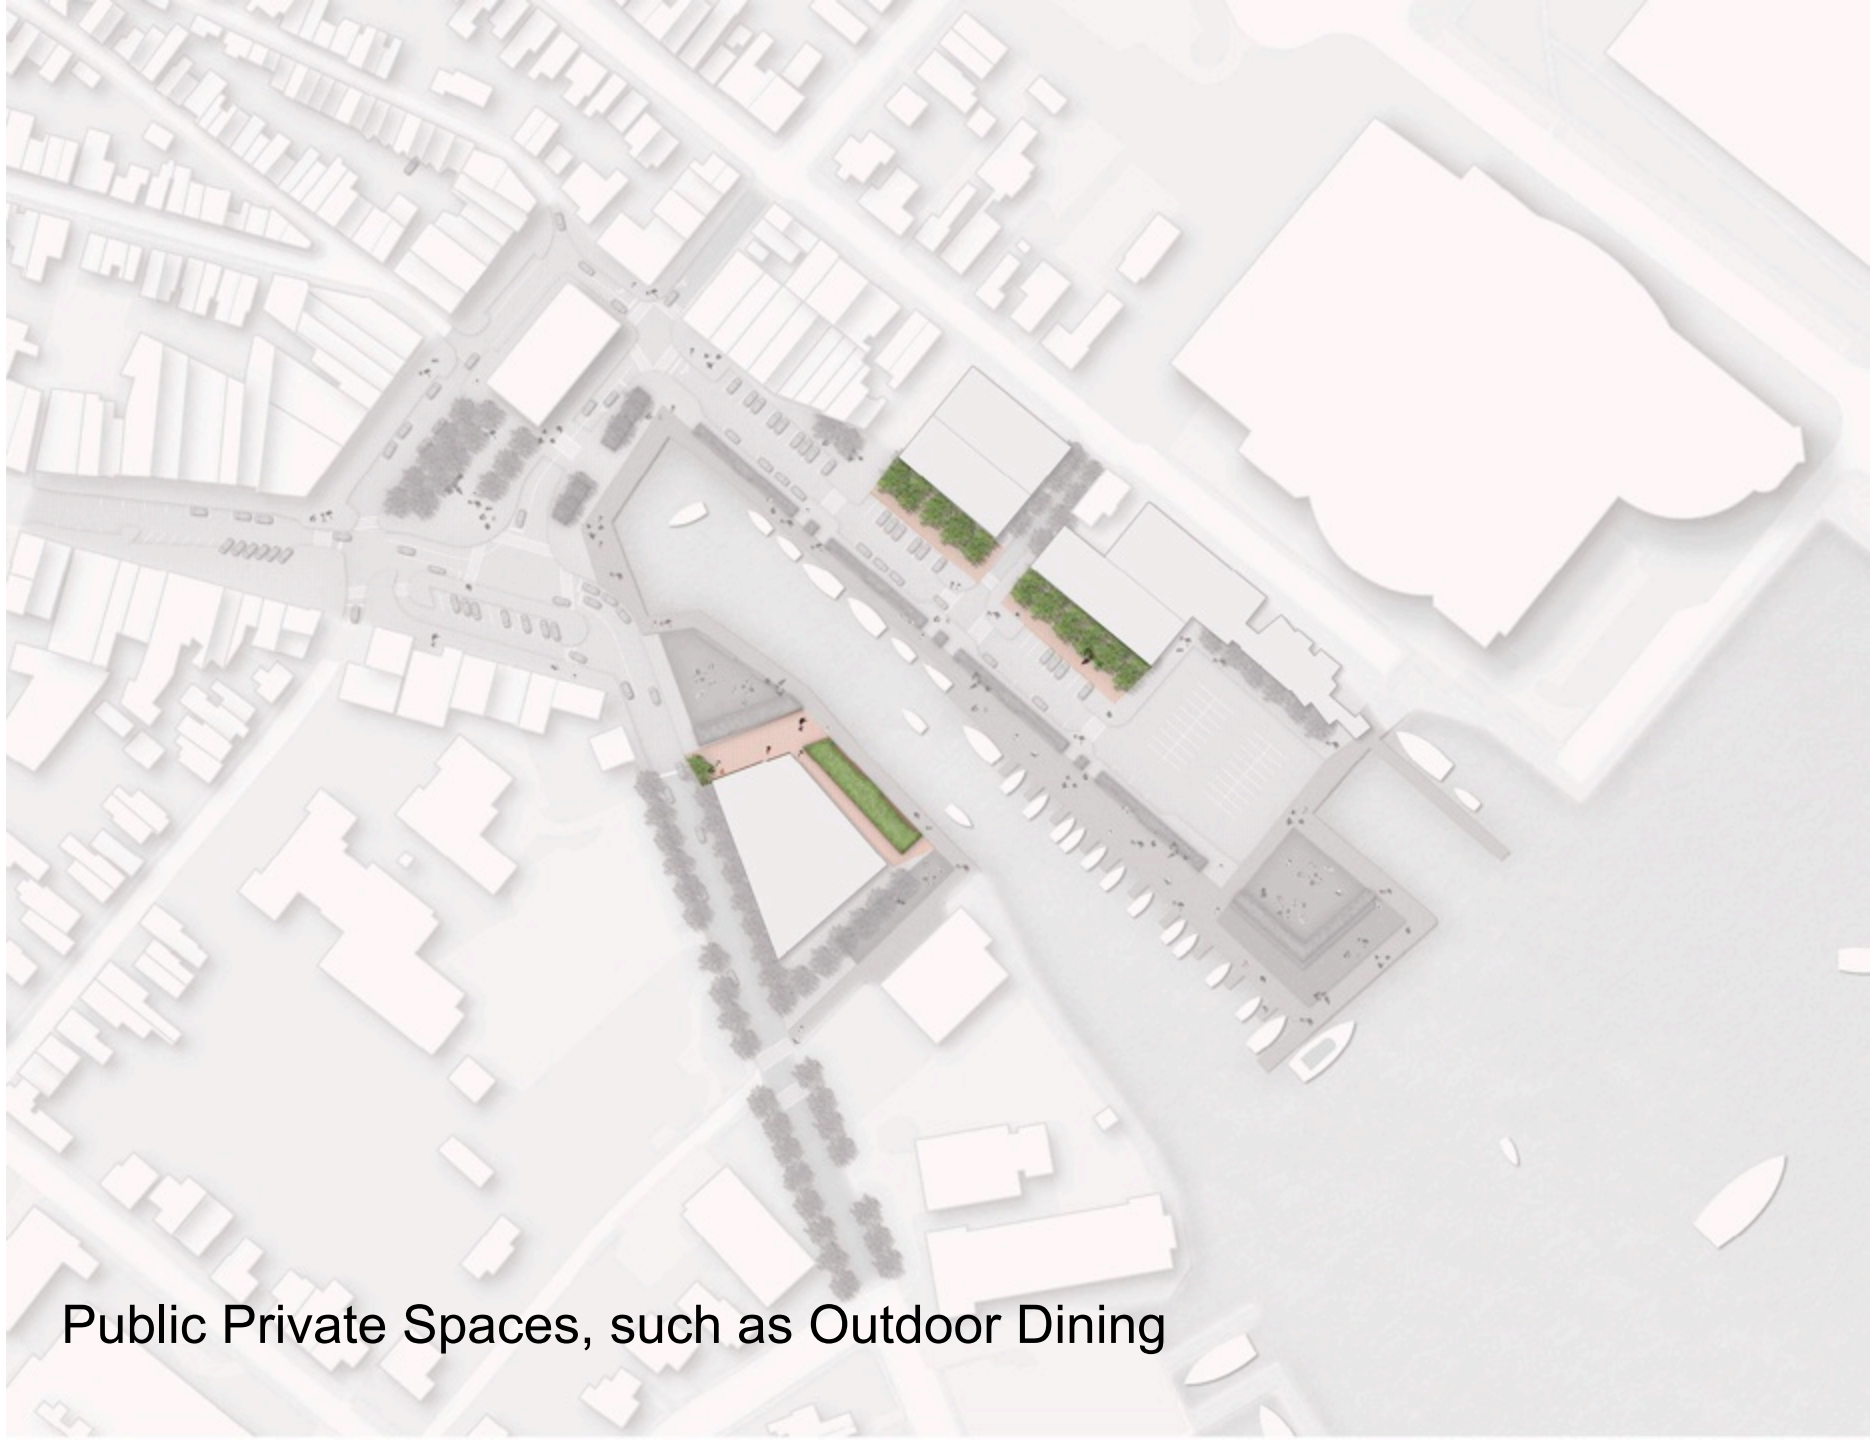 Public Private Spaces, such as Outdoor Dining